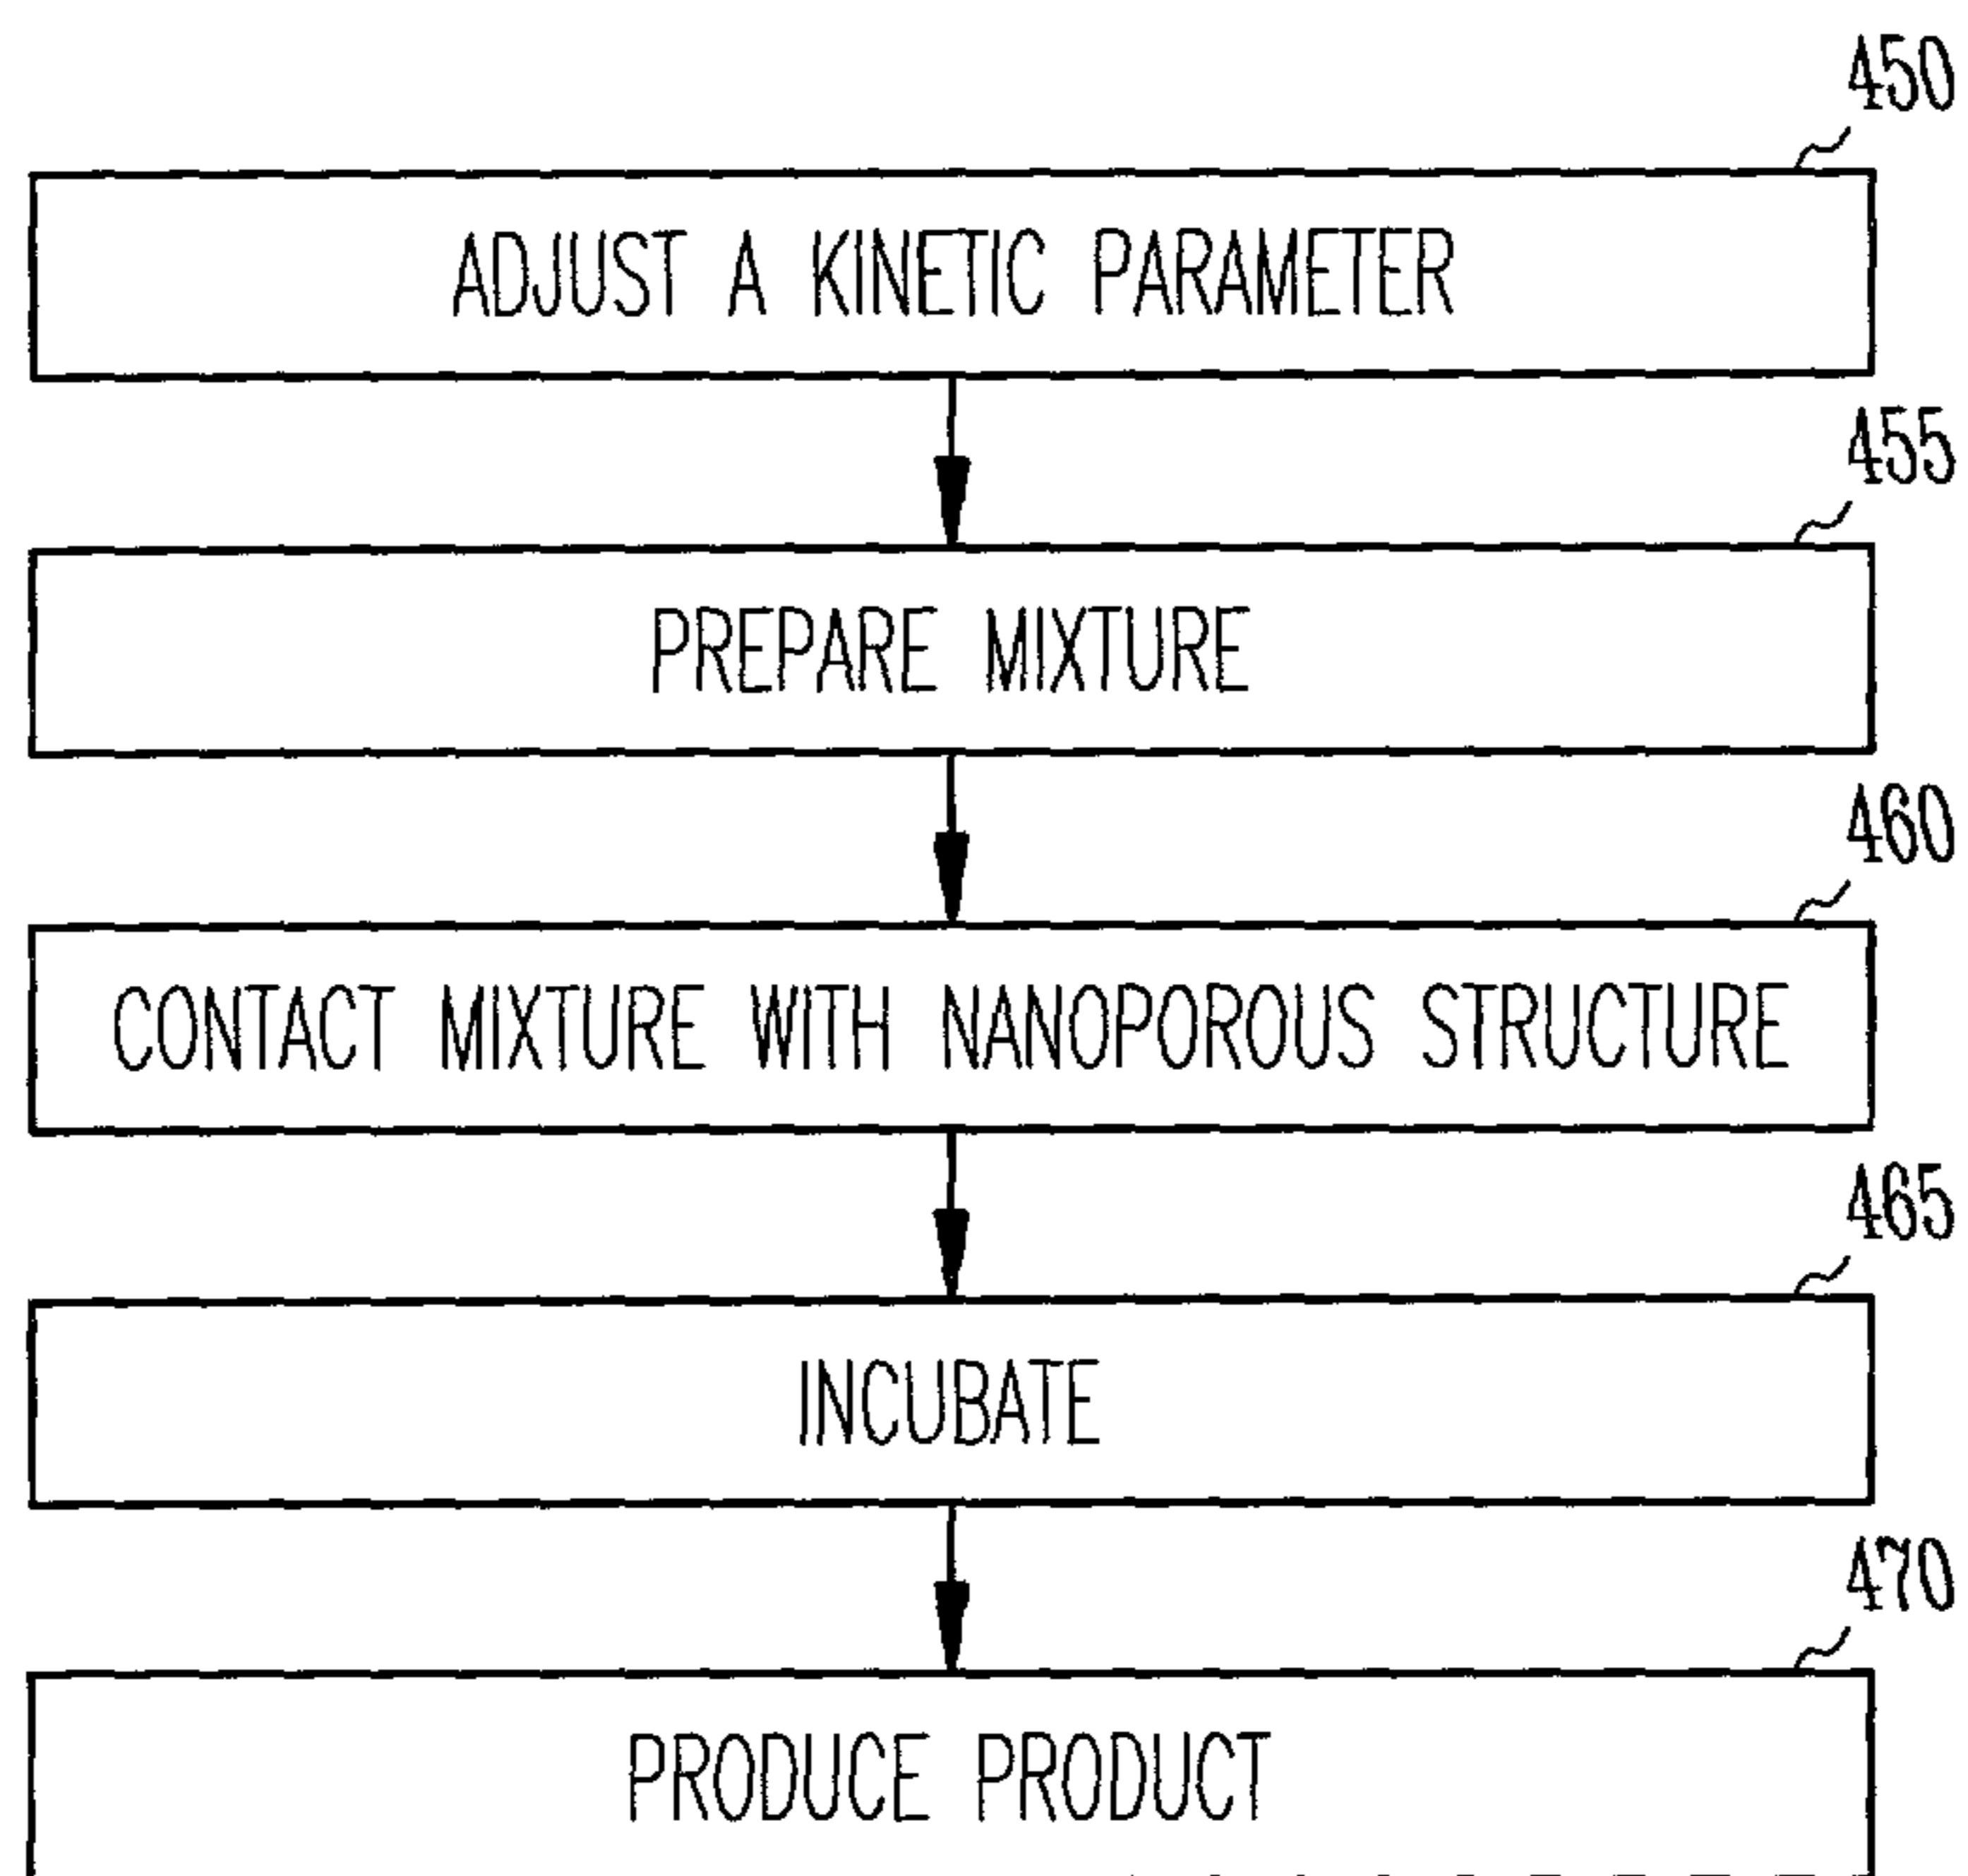 450
ADJUST A KINETIC PARAMETER
455
PREPARE MIXTURE
460
CONTACT MIXTURE WITH NANOPOROUS STRUCTURE
465
INCUBATE
470
PRODUCE PRODUCT